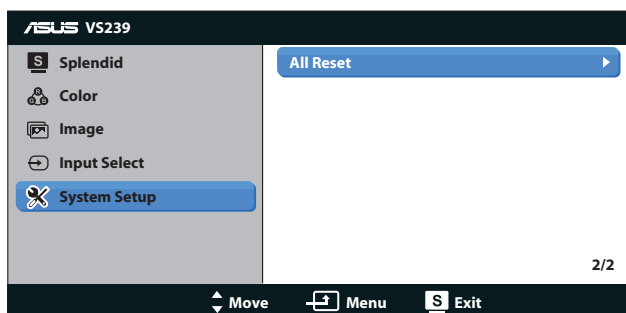 ASUS VS239
S Splendid
Color
Image
Input Select
System Setup
All Reset
2/2
Move Menu S Exit